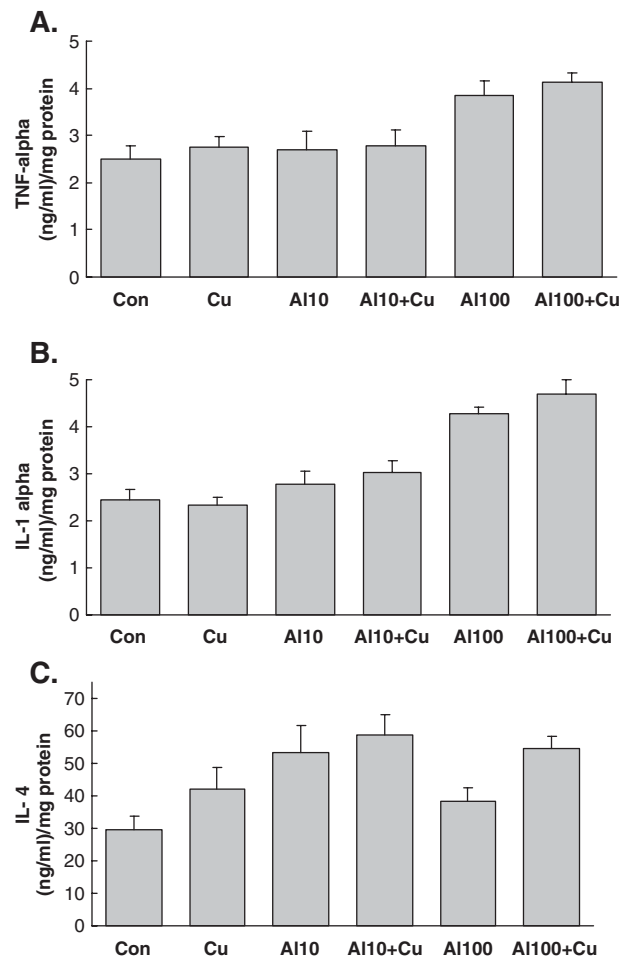 A.
TNF-alpha
(ng/ml)/mg protein
5
4
3
2
1
0
Con Cu Al10 Al10+Cu Al100 Al100+Cu
B.
IL-1 alpha
(ng/ml)/mg protein
5
4
3
2
1
0
Con Cu Al10 Al10+Cu Al100 Al100+Cu
C.
IL- 4
(ng/ml)/mg protein
70
60
50
40
30
20
10
0
Con Cu Al10 Al10+Cu Al100 Al100+Cu